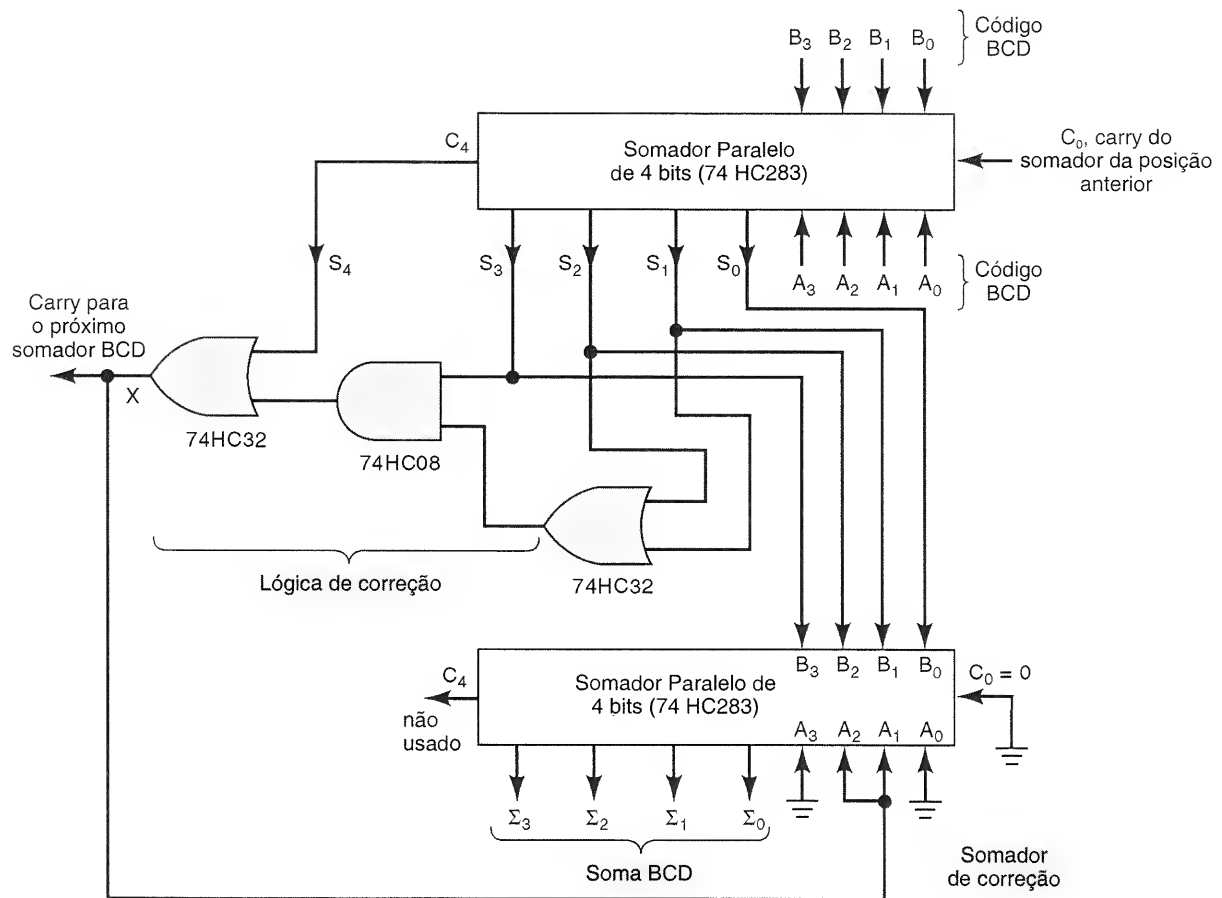 B₃ B₂ B₁ B₀
Código
BCD
C₄
Somador Paralelo
de 4 bits (74 HC283)
C₀, carry do
somador da posição
anterior
S₄
S₃
S₂
S₁
S₀
A₃ A₂ A₁ A₀
Código
BCD
Carry para
o próximo
somador BCD
X
74HC32
74HC08
74HC32
Lógica de correção
C₄
não
usado
Somador Paralelo de
4 bits (74 HC283)
B₃ B₂ B₁ B₀
A₃ A₂ A₁ A₀
C₀ = 0
Σ₃ Σ₂ Σ₁ Σ₀
Soma BCD
Somador
de correção